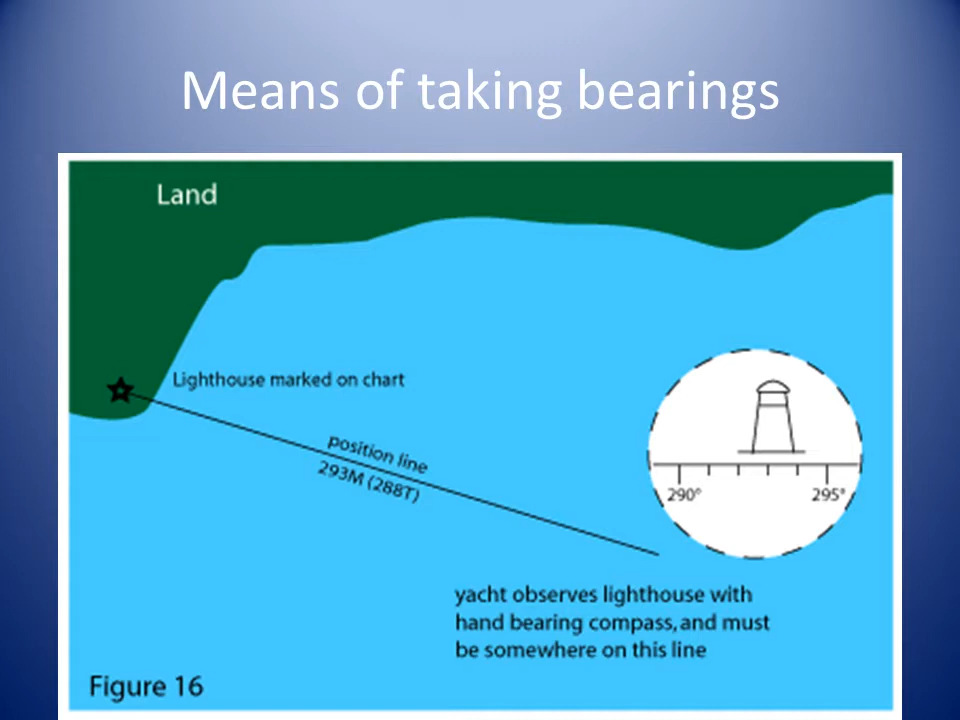 Means of taking bearings
Land
Lighthouse marked on chart
position line
293M (288T)
290° 295°
yacht observes lighthouse with
hand bearing compass, and must
be somewhere on this line
Figure 16